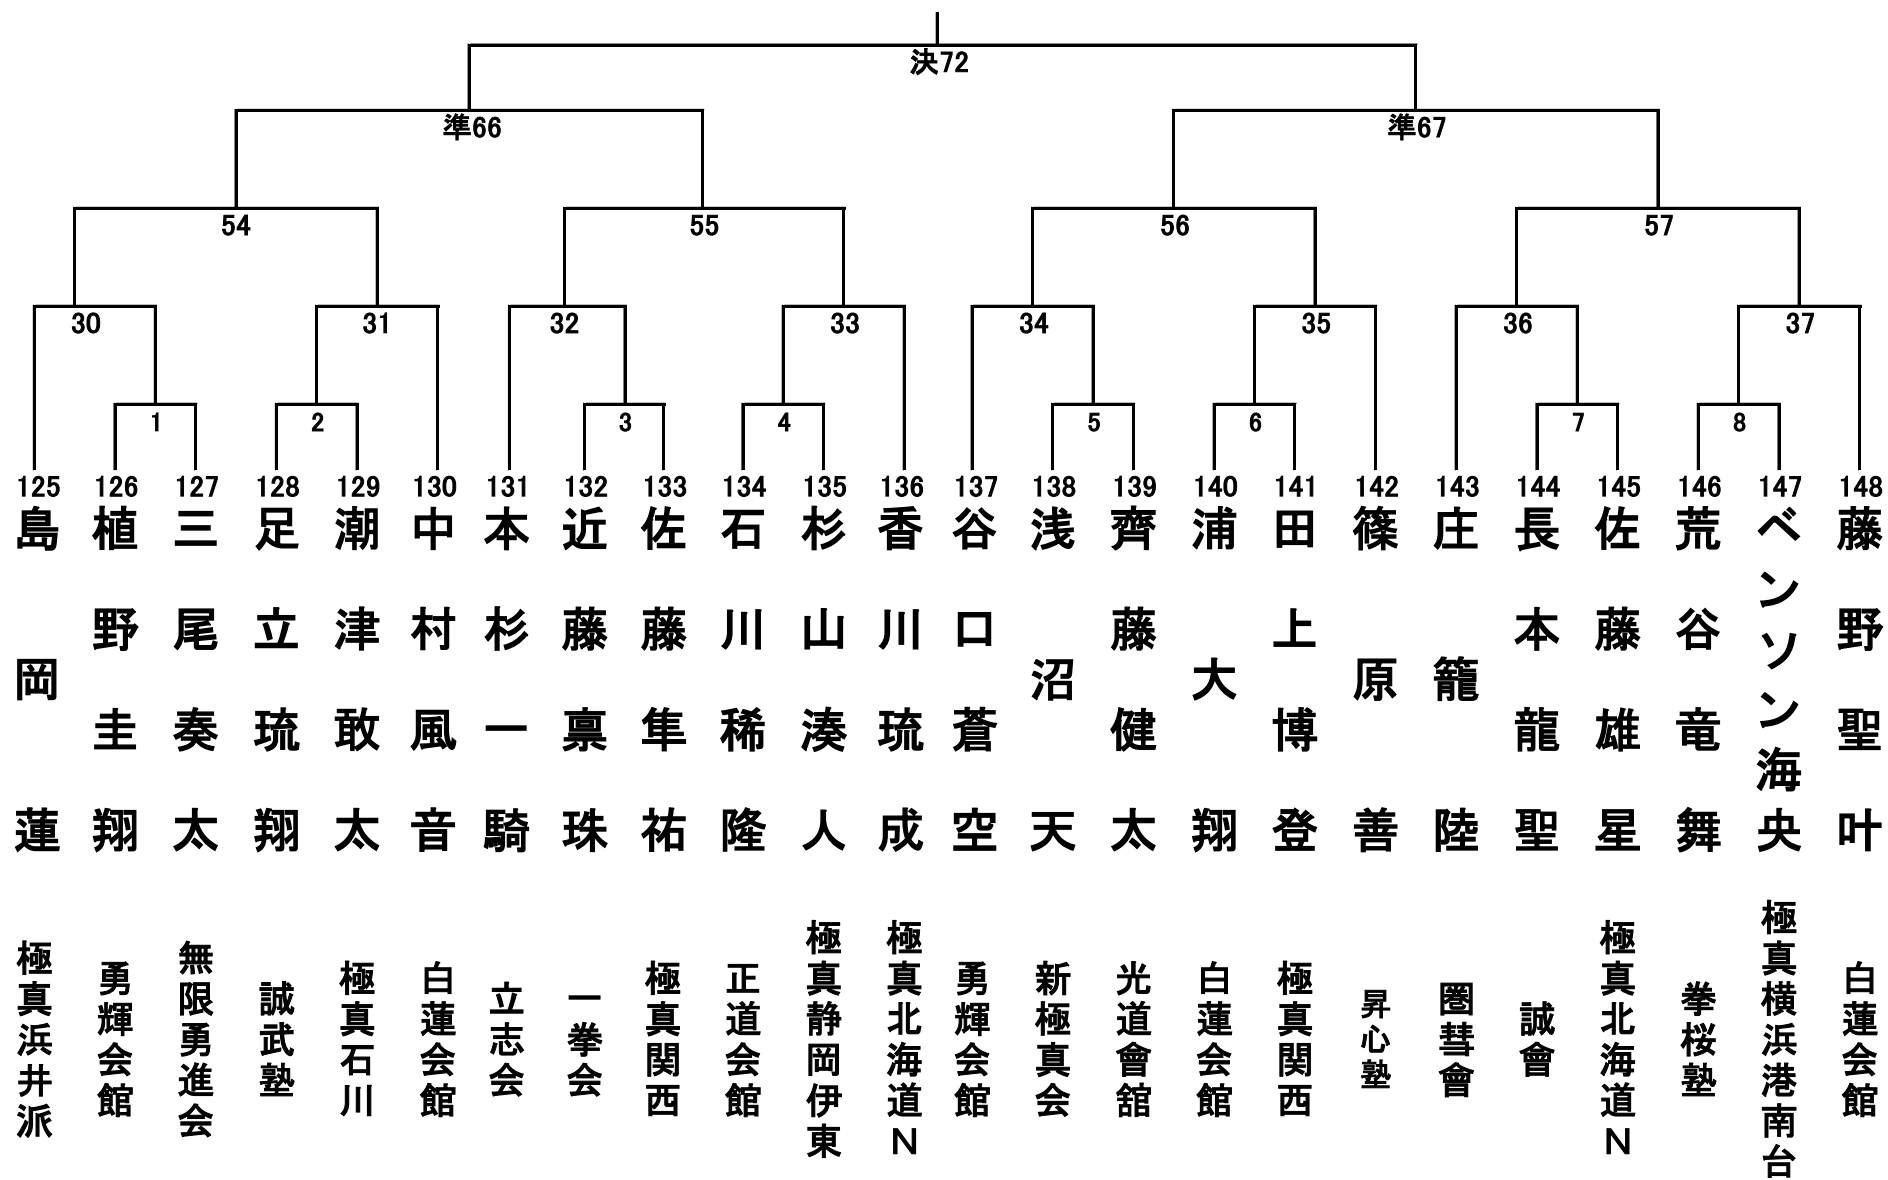 決72
準66
準67
54
55
56
57
30
31
32
33
34
35
36
37
1
2
3
4
5
6
7
8
125
島岡蓮
極真浜井派
126
植野圭翔
勇輝会館
127
三尾奏太
無限勇進会
128
足立琉翔
誠武塾
129
潮津敢太
極真石川
130
中村風音
白蓮会館
131
本杉一騎
立志会
132
近藤禀珠
一拳会
133
佐藤隼祐
極真関西
134
石川稀隆
正道会館
135
杉山湊人
極真静岡伊東
136
香川琉成
極真北海道Ｎ
137
谷口蒼空
勇輝会館
138
浅沼天
新極真会
139
齊藤健太
光道會舘
140
浦大翔
白蓮会館
141
田上博登
極真関西
142
篠原善
昇心塾
143
庄籠陸
圏彗會
144
長本龍聖
誠會
145
佐藤雄星
極真北海道Ｎ
146
荒谷竜舞
拳桜塾
147
ベンソン海央
極真横浜港南台
148
藤野聖叶
白蓮会館